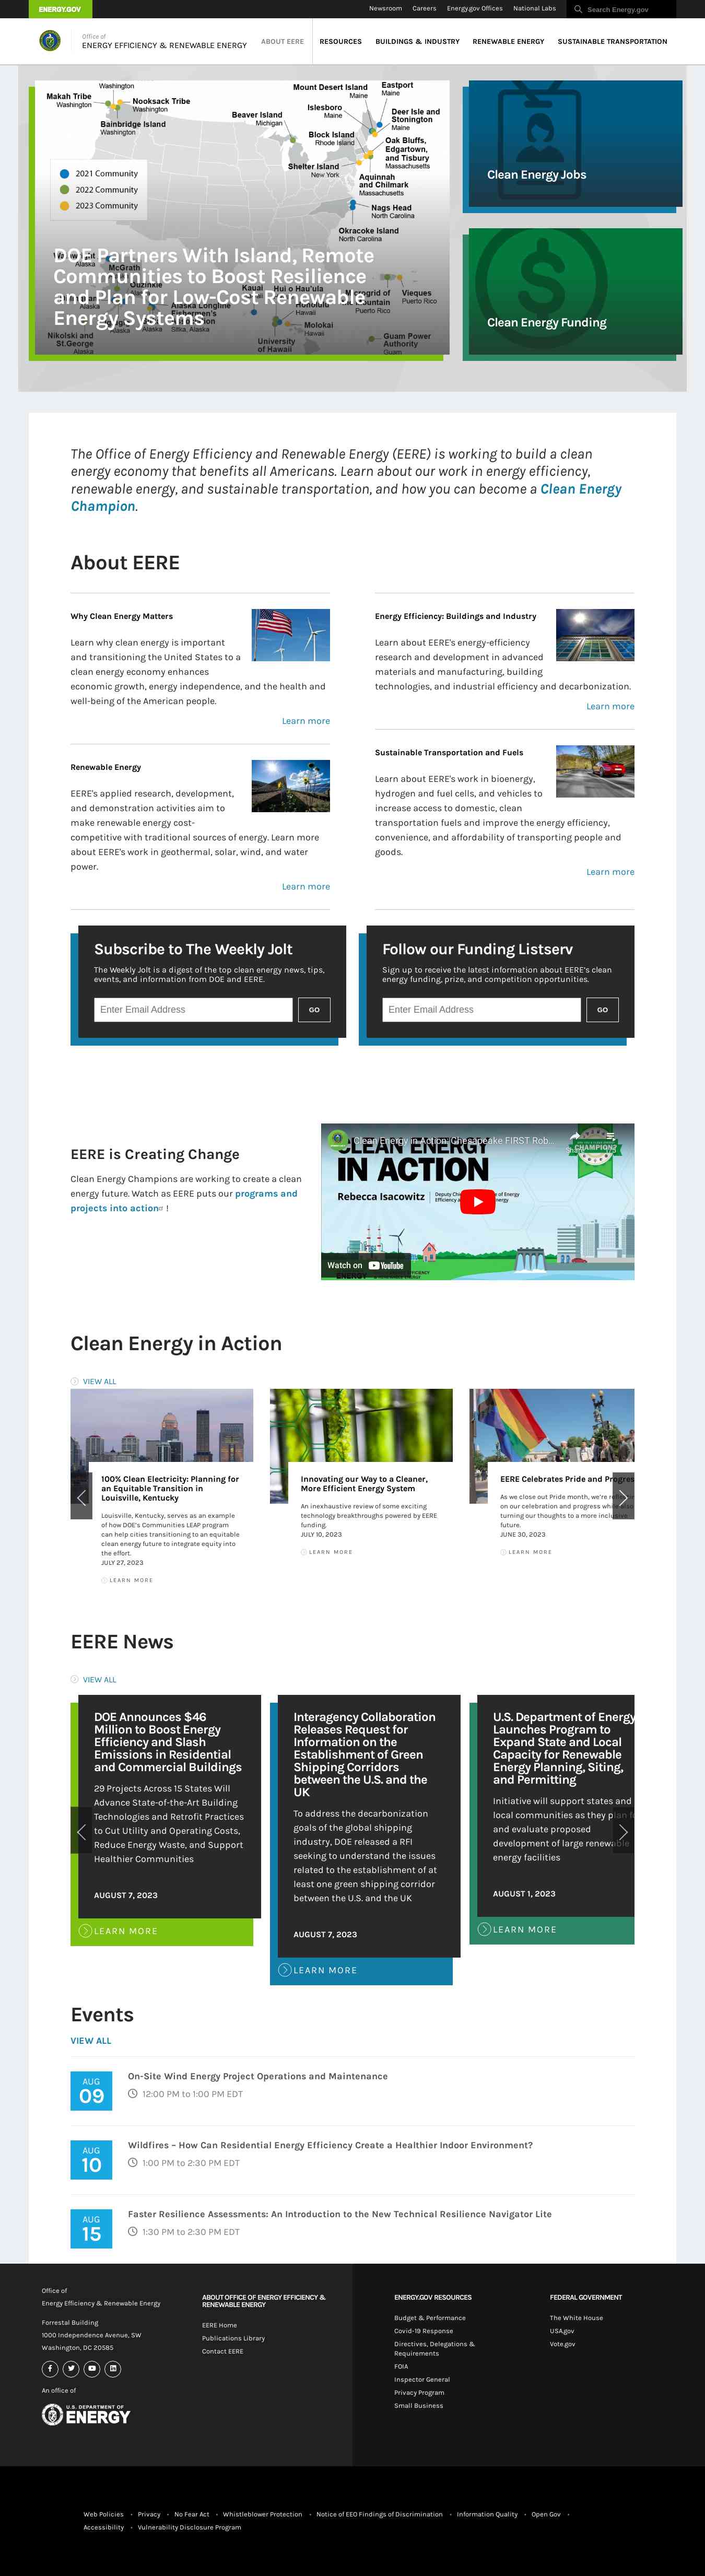 ENERGY.GOV
Newsroom
Careers
Energy.gov Offices
National Labs
Search Energy.gov
Office of
ENERGY EFFICIENCY & RENEWABLE ENERGY
ABOUT EERE
RESOURCES
BUILDINGS & INDUSTRY
RENEWABLE ENERGY
SUSTAINABLE TRANSPORTATION
Washington
Makah Tribe
Washington
Nooksack Tribe
Washington
Bainbridge Island
Washington
Beaver Island
Michigan
Mount Desert Island
Maine
Eastport
Maine
Islesboro
Maine
Deer Isle and
Stonington
Maine
Block Island
Rhode Island
Oak Bluffs,
Edgartown,
and Tisbury
Massachusetts
Shelter Island
New York
Aquinnah
and Chilmark
Massachusetts
Nags Head
North Carolina
Okracoke Island
North Carolina
2021 Community
2022 Community
2023 Community
DOE Partners With Island, Remote
Communities to Boost Resilience
and Plan for Low-Cost Renewable
Energy Systems
Alaska
McGrath
Ouzinkie
Kauai
Hui o Hau'ula
Honolulu
Hawaii
Vieques
Puerto Rico
Puerto Rico
Alaska Longline
Fishermen's
Sitka, Alaska
Alaska
Molokai
Hawaii
Nikolski and
St.George
Alaska
University
of Hawaii
Guam Power
Authority
Guam
Clean Energy Jobs
Clean Energy Funding
The Office of Energy Efficiency and Renewable Energy (EERE) is working to build a clean
energy economy that benefits all Americans. Learn about our work in energy efficiency,
renewable energy, and sustainable transportation, and how you can become a Clean Energy
Champion.
About EERE
Why Clean Energy Matters
Learn why clean energy is important
and transitioning the United States to a
clean energy economy enhances
economic growth, energy independence, and the health and
well-being of the American people.
Learn more
Renewable Energy
EERE's applied research, development,
and demonstration activities aim to
make renewable energy cost-
competitive with traditional sources of energy. Learn more
about EERE's work in geothermal, solar, wind, and water
power.
Learn more
Energy Efficiency: Buildings and Industry
Learn about EERE's energy-efficiency
research and development in advanced
materials and manufacturing, building
technologies, and industrial efficiency and decarbonization.
Learn more
Sustainable Transportation and Fuels
Learn about EERE's work in bioenergy,
hydrogen and fuel cells, and vehicles to
increase access to domestic, clean
transportation fuels and improve the energy efficiency,
convenience, and affordability of transporting people and
goods.
Learn more
Subscribe to The Weekly Jolt
The Weekly Jolt is a digest of the top clean energy news, tips,
events, and information from DOE and EERE.
Enter Email Address
GO
Follow our Funding Listserv
Sign up to receive the latest information about EERE's clean
energy funding, prize, and competition opportunities.
Enter Email Address
GO
EERE is Creating Change
Clean Energy Champions are working to create a clean
energy future. Watch as EERE puts our programs and
projects into action !
Clean Energy in Action: Chesapeake FIRST Rob...
CLEAN ENERGY
IN ACTION
CHAMPION
Rebecca Isacowitz
Watch on YouTube
Clean Energy in Action
VIEW ALL
100% Clean Electricity: Planning for
an Equitable Transition in
Louisville, Kentucky
Louisville, Kentucky, serves as an example
of how DOE's Communities LEAP program
can help cities transitioning to an equitable
clean energy future to integrate equity into
the effort.
JULY 27, 2023
LEARN MORE
Innovating our Way to a Cleaner,
More Efficient Energy System
An inexhaustive review of some exciting
technology breakthroughs powered by EERE
funding.
JULY 10, 2023
LEARN MORE
EERE Celebrates Pride and Progres
As we close out Pride month, we're
on our celebration and progress while
turning our thoughts to a more inclusive
future.
JUNE 30, 2023
LEARN MORE
EERE News
VIEW ALL
DOE Announces $46
Million to Boost Energy
Efficiency and Slash
Emissions in Residential
and Commercial Buildings
29 Projects Across 15 States Will
Advance State-of-the-Art Building
Technologies and Retrofit Practices
to Cut Utility and Operating Costs,
Reduce Energy Waste, and Support
Healthier Communities
AUGUST 7, 2023
LEARN MORE
Interagency Collaboration
Releases Request for
Information on the
Establishment of Green
Shipping Corridors
between the U.S. and the
UK
To address the decarbonization
goals of the global shipping
industry, DOE released a RFI
seeking to understand the issues
related to the establishment of at
least one green shipping corridor
between the U.S. and the UK
AUGUST 7, 2023
LEARN MORE
U.S. Department of Energy
Launches Program to
Expand State and Local
Capacity for Renewable
Energy Planning, Siting,
and Permitting
Initiative will support states and
local communities as they plan
and evaluate proposed
development of large renewable
energy facilities
AUGUST 1, 2023
LEARN MORE
Events
VIEW ALL
AUG
09
On-Site Wind Energy Project Operations and Maintenance
12:00 PM to 1:00 PM EDT
AUG
10
Wildfires – How Can Residential Energy Efficiency Create a Healthier Indoor Environment?
1:00 PM to 2:30 PM EDT
AUG
15
Faster Resilience Assessments: An Introduction to the New Technical Resilience Navigator Lite
1:30 PM to 2:30 PM EDT
Office of
Energy Efficiency & Renewable Energy
Forrestal Building
1000 Independence Avenue, SW
Washington, DC 20585
An office of
U.S. DEPARTMENT OF
ENERGY
ABOUT OFFICE OF ENERGY EFFICIENCY &
RENEWABLE ENERGY
EERE Home
Publications Library
Contact EERE
ENERGY.GOV RESOURCES
Budget & Performance
Covid-19 Response
Directives, Delegations &
Requirements
FOIA
Inspector General
Privacy Program
Small Business
FEDERAL GOVERNMENT
The White House
USA.gov
Vote.gov
Web Policies • Privacy • No Fear Act • Whistleblower Protection • Notice of EEO Findings of Discrimination • Information Quality • Open Gov •
Accessibility • Vulnerability Disclosure Program